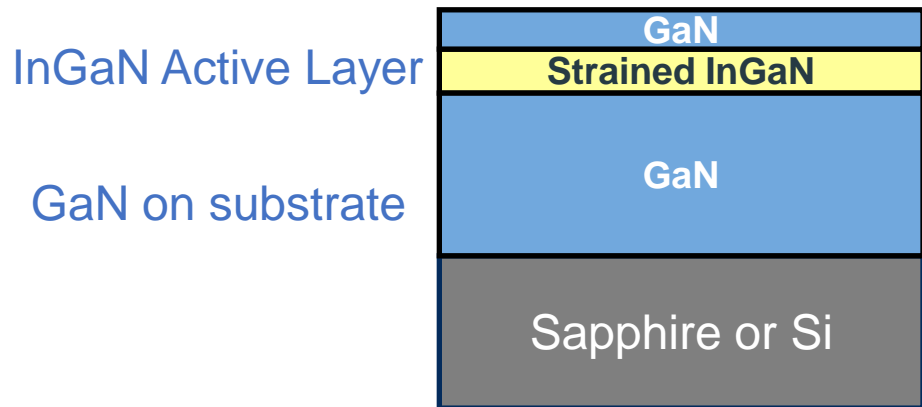 GaN
InGaN Active Layer
Strained InGaN
GaN
GaN on substrate
Sapphire or Si